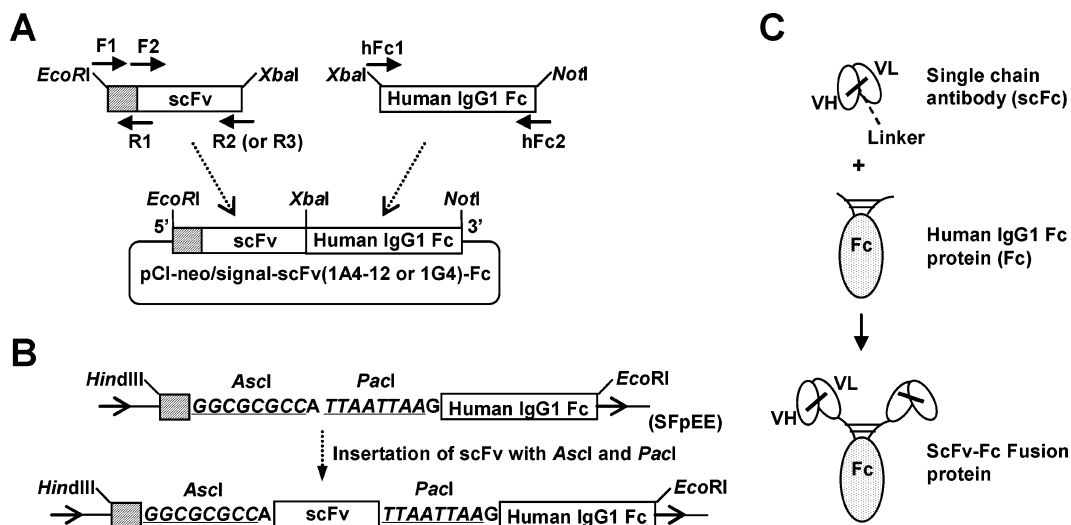 A
F1 F2
EcoRI
XbaI
scFv
R1
R2 (or R3)
hFc1
XbaI
NotI
Human IgG1 Fc
hFc2
EcoRI
XbaI
NotI
5’
3’
scFv
Human IgG1 Fc
pCI-neo/signal-scFv(1A4-12 or 1G4)-Fc
B
HindIII
AscI
PacI
EcoRI
GGCGCGCCA TTAATTAAG
Human IgG1 Fc
(SFpEE)
Insertation of scFv with AscI and PacI
HindIII
AscI
PacI
EcoRI
GGCGCGCCA
scFv
TTAATTAAG
Human IgG1 Fc
C
VL
VH
Linker
Single chain
antibody (scFc)
+
Fc
Human IgG1 Fc
protein (Fc)
VL
VH
Fc
ScFv-Fc Fusion
protein